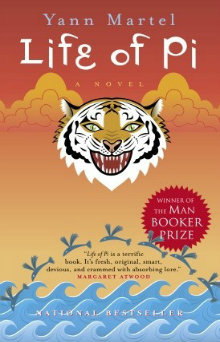 Yann Martel
Life of Pi
A NOVEL
WINNER OF
THE MAN
BOOKER
PRIZE
"Life of Pi is a terrific
book. It's fresh, original, smart,
devious, and crammed with absorbing lore."
MARGARET ATWOOD
NATIONAL BESTSELLER